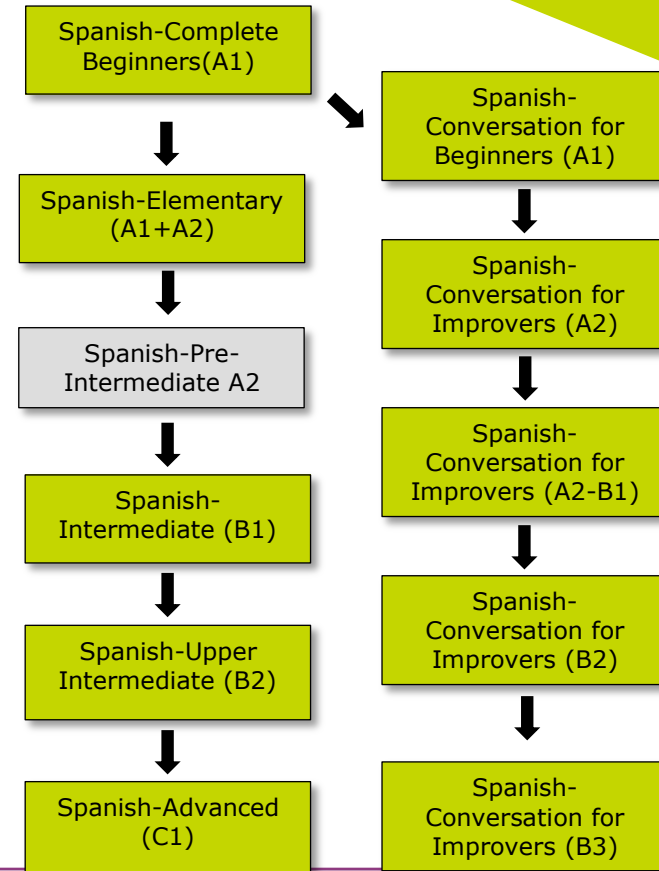 Spanish-Complete
Beginners(A1)
Spanish-Elementary
(A1+A2)
Spanish-Pre-
Intermediate A2
Spanish-
Intermediate (B1)
Spanish-Upper
Intermediate (B2)
Spanish-Advanced
(C1)
Spanish-
Conversation for
Beginners (A1)
Spanish-
Conversation for
Improvers (A2)
Spanish-
Conversation for
Improvers (A2-B1)
Spanish-
Conversation for
Improvers (B2)
Spanish-
Conversation for
Improvers (B3)